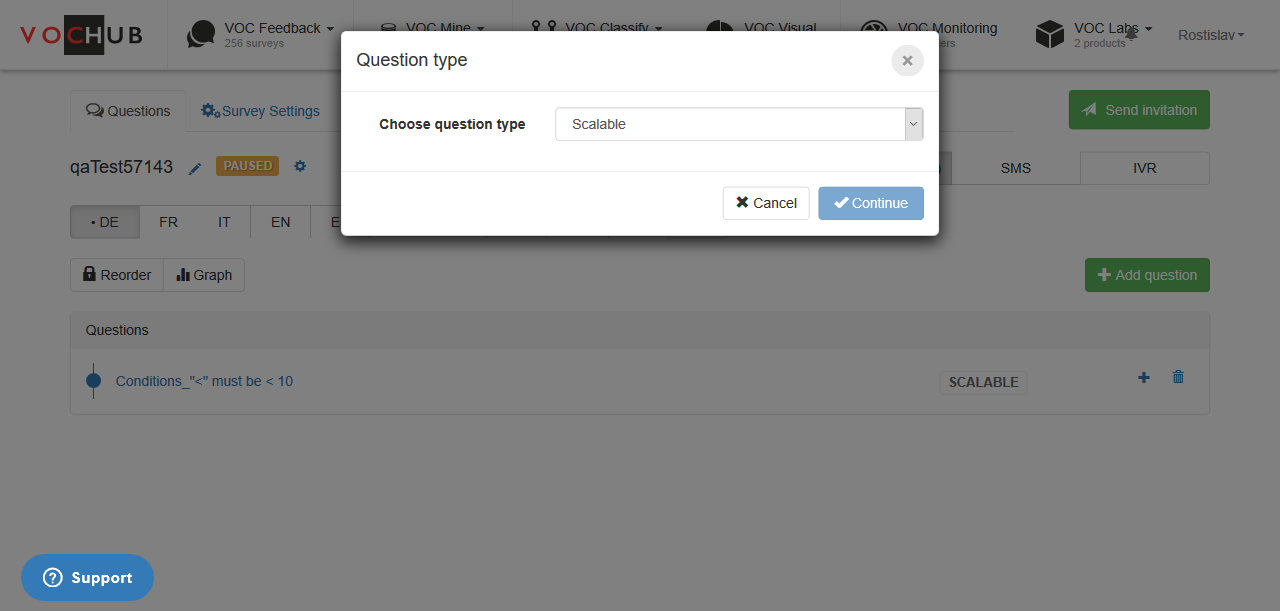 VOCHUB
VOC Feedback
256 surveys
VOC Mine
VOC Classify
VOC Visual
VOC Monitoring
VOC Labs
2 products
Rostislav
Question type
Choose question type
Scalable
Cancel
Continue
Questions
Survey Settings
Send invitation
qaTest57143
PAUSED
SMS
IVR
• DE
FR
IT
EN
Reorder
Graph
Add question
Questions
Conditions_"<" must be < 10
SCALABLE
Support